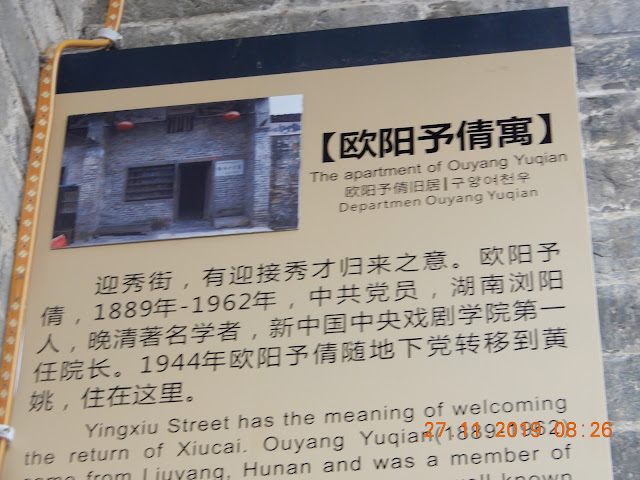 【欧阳予倩寓】
The apartment of Ouyang Yuqian
欧阳予倩旧居|구양여천우
Departmen Ouyang Yuqian
迎秀街，有迎接秀才归来之意。欧阳予
倩，1889年-1962年，中共党员，湖南浏阳
人，晚清著名学者，新中国中央戏剧学院第一
任院长。1944年欧阳予倩随地下党转移到黄
姚，住在这里。
Yingxiu Street has the meaning of welcoming
the return of Xiucai. Ouyang Yuqian(1889-1962)
came from Liuyang, Hunan and was a member of
well known
27 11 2019 08:26